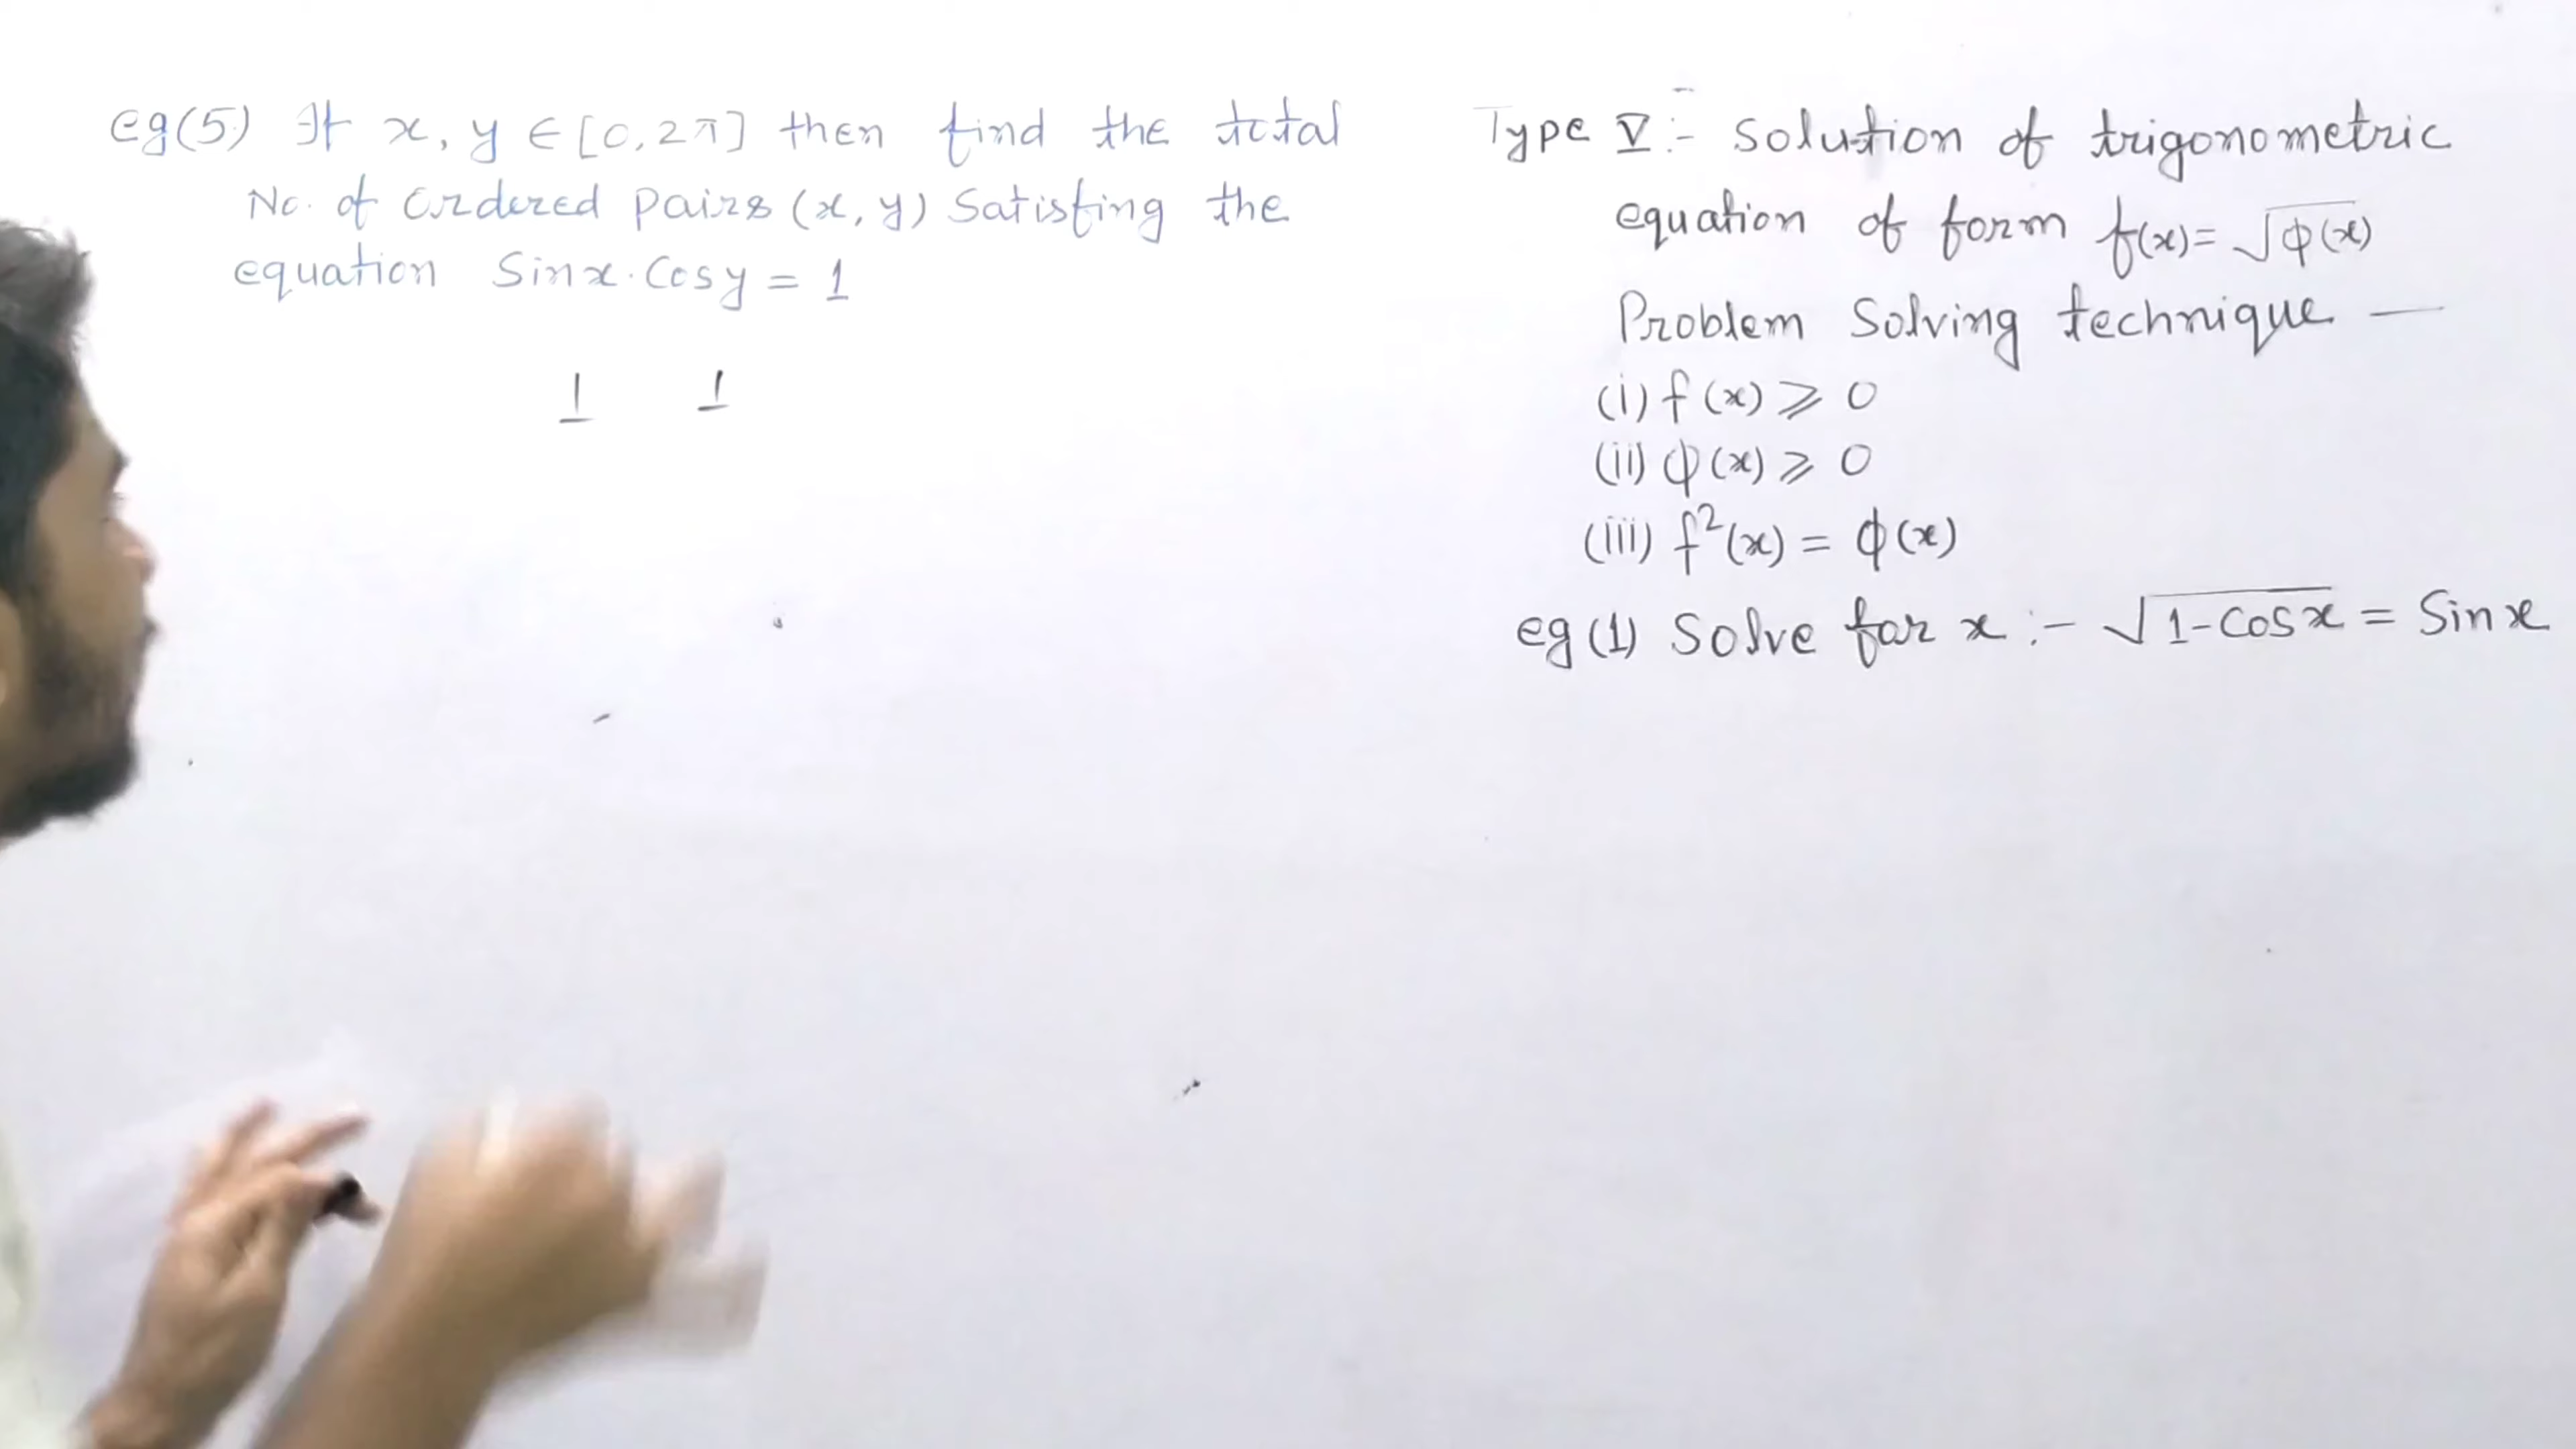 eg(5) If x, y ∈ [0, 2π] then find the total
No. of ordered pairs (x, y) Satisfing the
equation Sinx·Cosy = 1
1 1
Type V:- Solution of trigonometric
equation of form f(x) = √φ(x)
Problem Solving technique —
(i) f(x) ⩾ 0
(ii) φ(x) ⩾ 0
(iii) f²(x) = φ(x)
eg(1) Solve for x :- √1-Cosx = Sinx